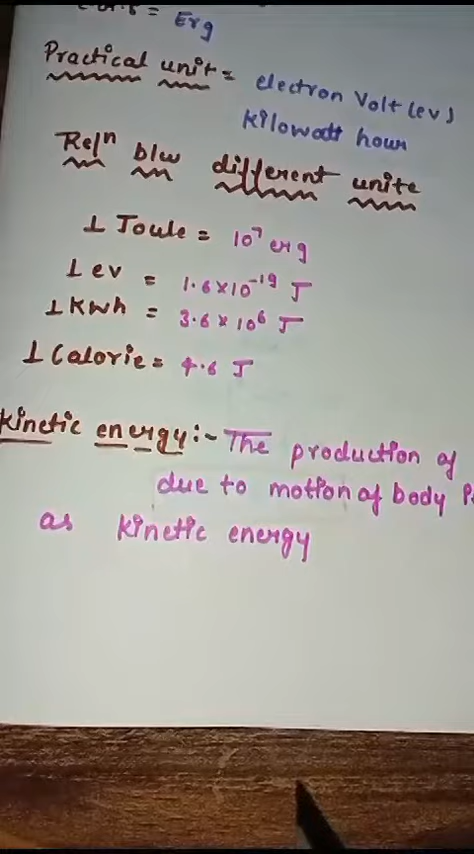 = Erg
Practical unit = electron Volt (ev)
kilowatt hour
Rel^n b/w different unite
1 Joule = 10⁷ erg
1 ev = 1.6×10⁻¹⁹ J
1 Kwh = 3.6 × 10⁶ J
1 Calorie = 4.6 J
kinetic energy :- The production of
due to motion of body
as kinetic energy